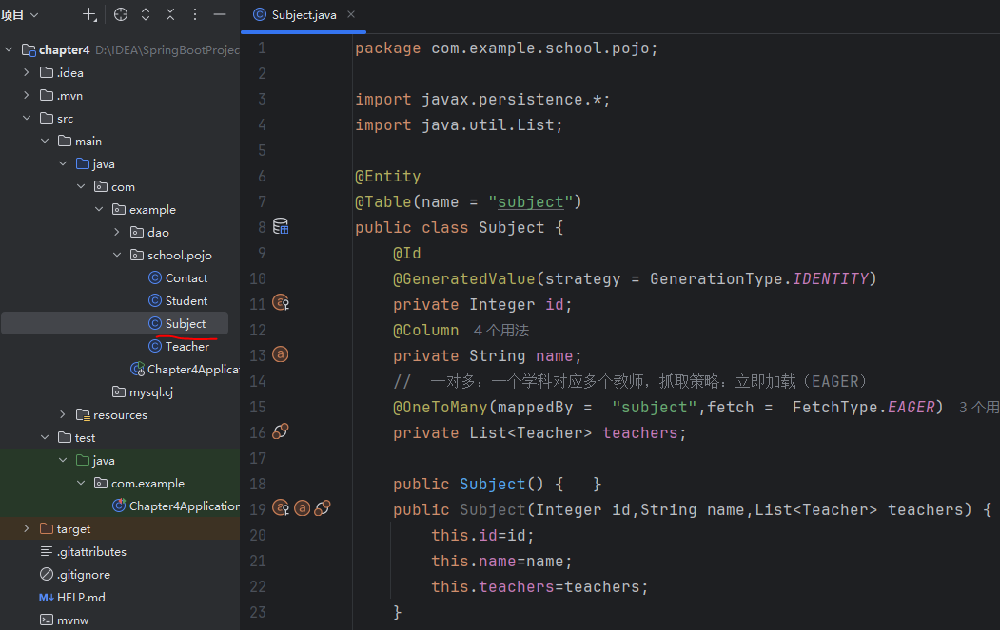 项目
Subject.java
chapter4 D:\IDEA\SpringBootProjec
.idea
.mvn
src
main
java
com
example
dao
school.pojo
Contact
Student
Subject
Teacher
Chapter4Applica
mysql.cj
resources
test
java
com.example
Chapter4Application
target
.gitattributes
.gitignore
M↓ HELP.md
mvnw
1 package com.example.school.pojo;
2
3 import javax.persistence.*;
4 import java.util.List;
5
6 @Entity
7 @Table(name = "subject")
8 public class Subject {
9 @Id
10 @GeneratedValue(strategy = GenerationType.IDENTITY)
11 private Integer id;
12 @Column 4 个用法
13 private String name;
14 // 一对多：一个学科对应多个教师，抓取策略：立即加载（EAGER）
15 @OneToMany(mappedBy = "subject",fetch = FetchType.EAGER) 3 个用
16 private List<Teacher> teachers;
17
18 public Subject() { }
19 public Subject(Integer id,String name,List<Teacher> teachers) {
20 this.id=id;
21 this.name=name;
22 this.teachers=teachers;
23 }